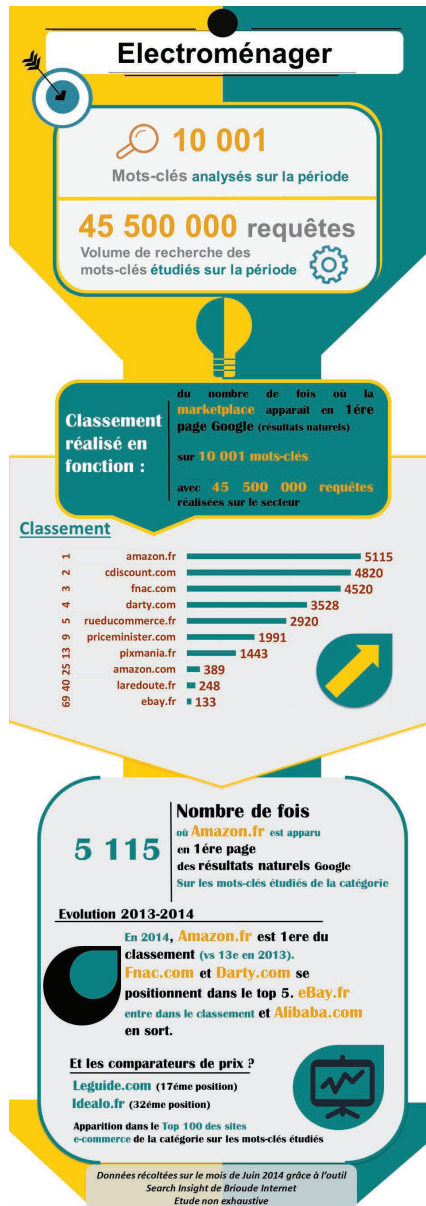 Electroménager
10 001
Mots-clés analysés sur la période
45 500 000 requêtes
Volume de recherche des
mots-clés étudiés sur la période
Classement
réalisé en
fonction :
du nombre de fois où la
marketplace apparait en 1ére
page Google (résultats naturels)
sur 10 001 mots-clés
avec 45 500 000 requêtes
réalisées sur le secteur
Classement
1 amazon.fr 5115
2 cdiscount.com 4820
3 fnac.com 4520
4 darty.com 3528
5 rueducommerce.fr 2920
9 priceminister.com 1991
13 pixmania.fr 1443
25 amazon.com 389
40 laredoute.fr 248
69 ebay.fr 133
5 115
Nombre de fois
où Amazon.fr est apparu
en 1ére page
des résultats naturels Google
Sur les mots-clés étudiés de la catégorie
Evolution 2013-2014
En 2014, Amazon.fr est 1ere du
classement (vs 13e en 2013).
Fnac.com et Darty.com se
positionnent dans le top 5. eBay.fr
entre dans le classement et Alibaba.com
en sort.
Et les comparateurs de prix ?
Leguide.com (17éme position)
Idealo.fr (32éme position)
Apparition dans le Top 100 des sites
e-commerce de la catégorie sur les mots-clés étudiés
Données récoltées sur le mois de Juin 2014 grâce à l'outil
Search Insight de Brioude Internet
Etude non exhaustive